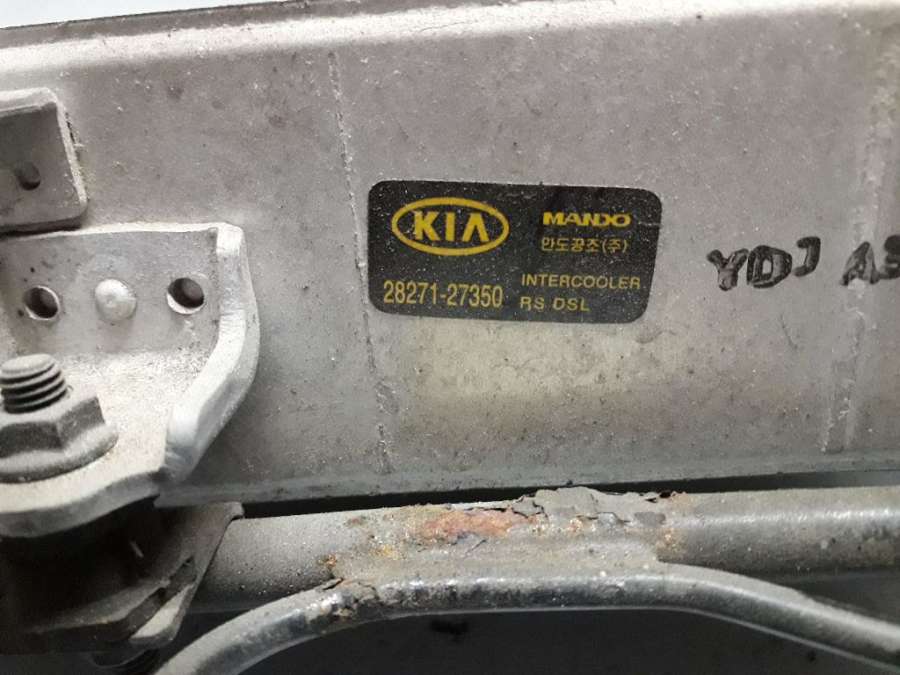 KIA
MANDO
만도공조(주)
28271-27350
INTERCOOLER
RS DSL
YDJ